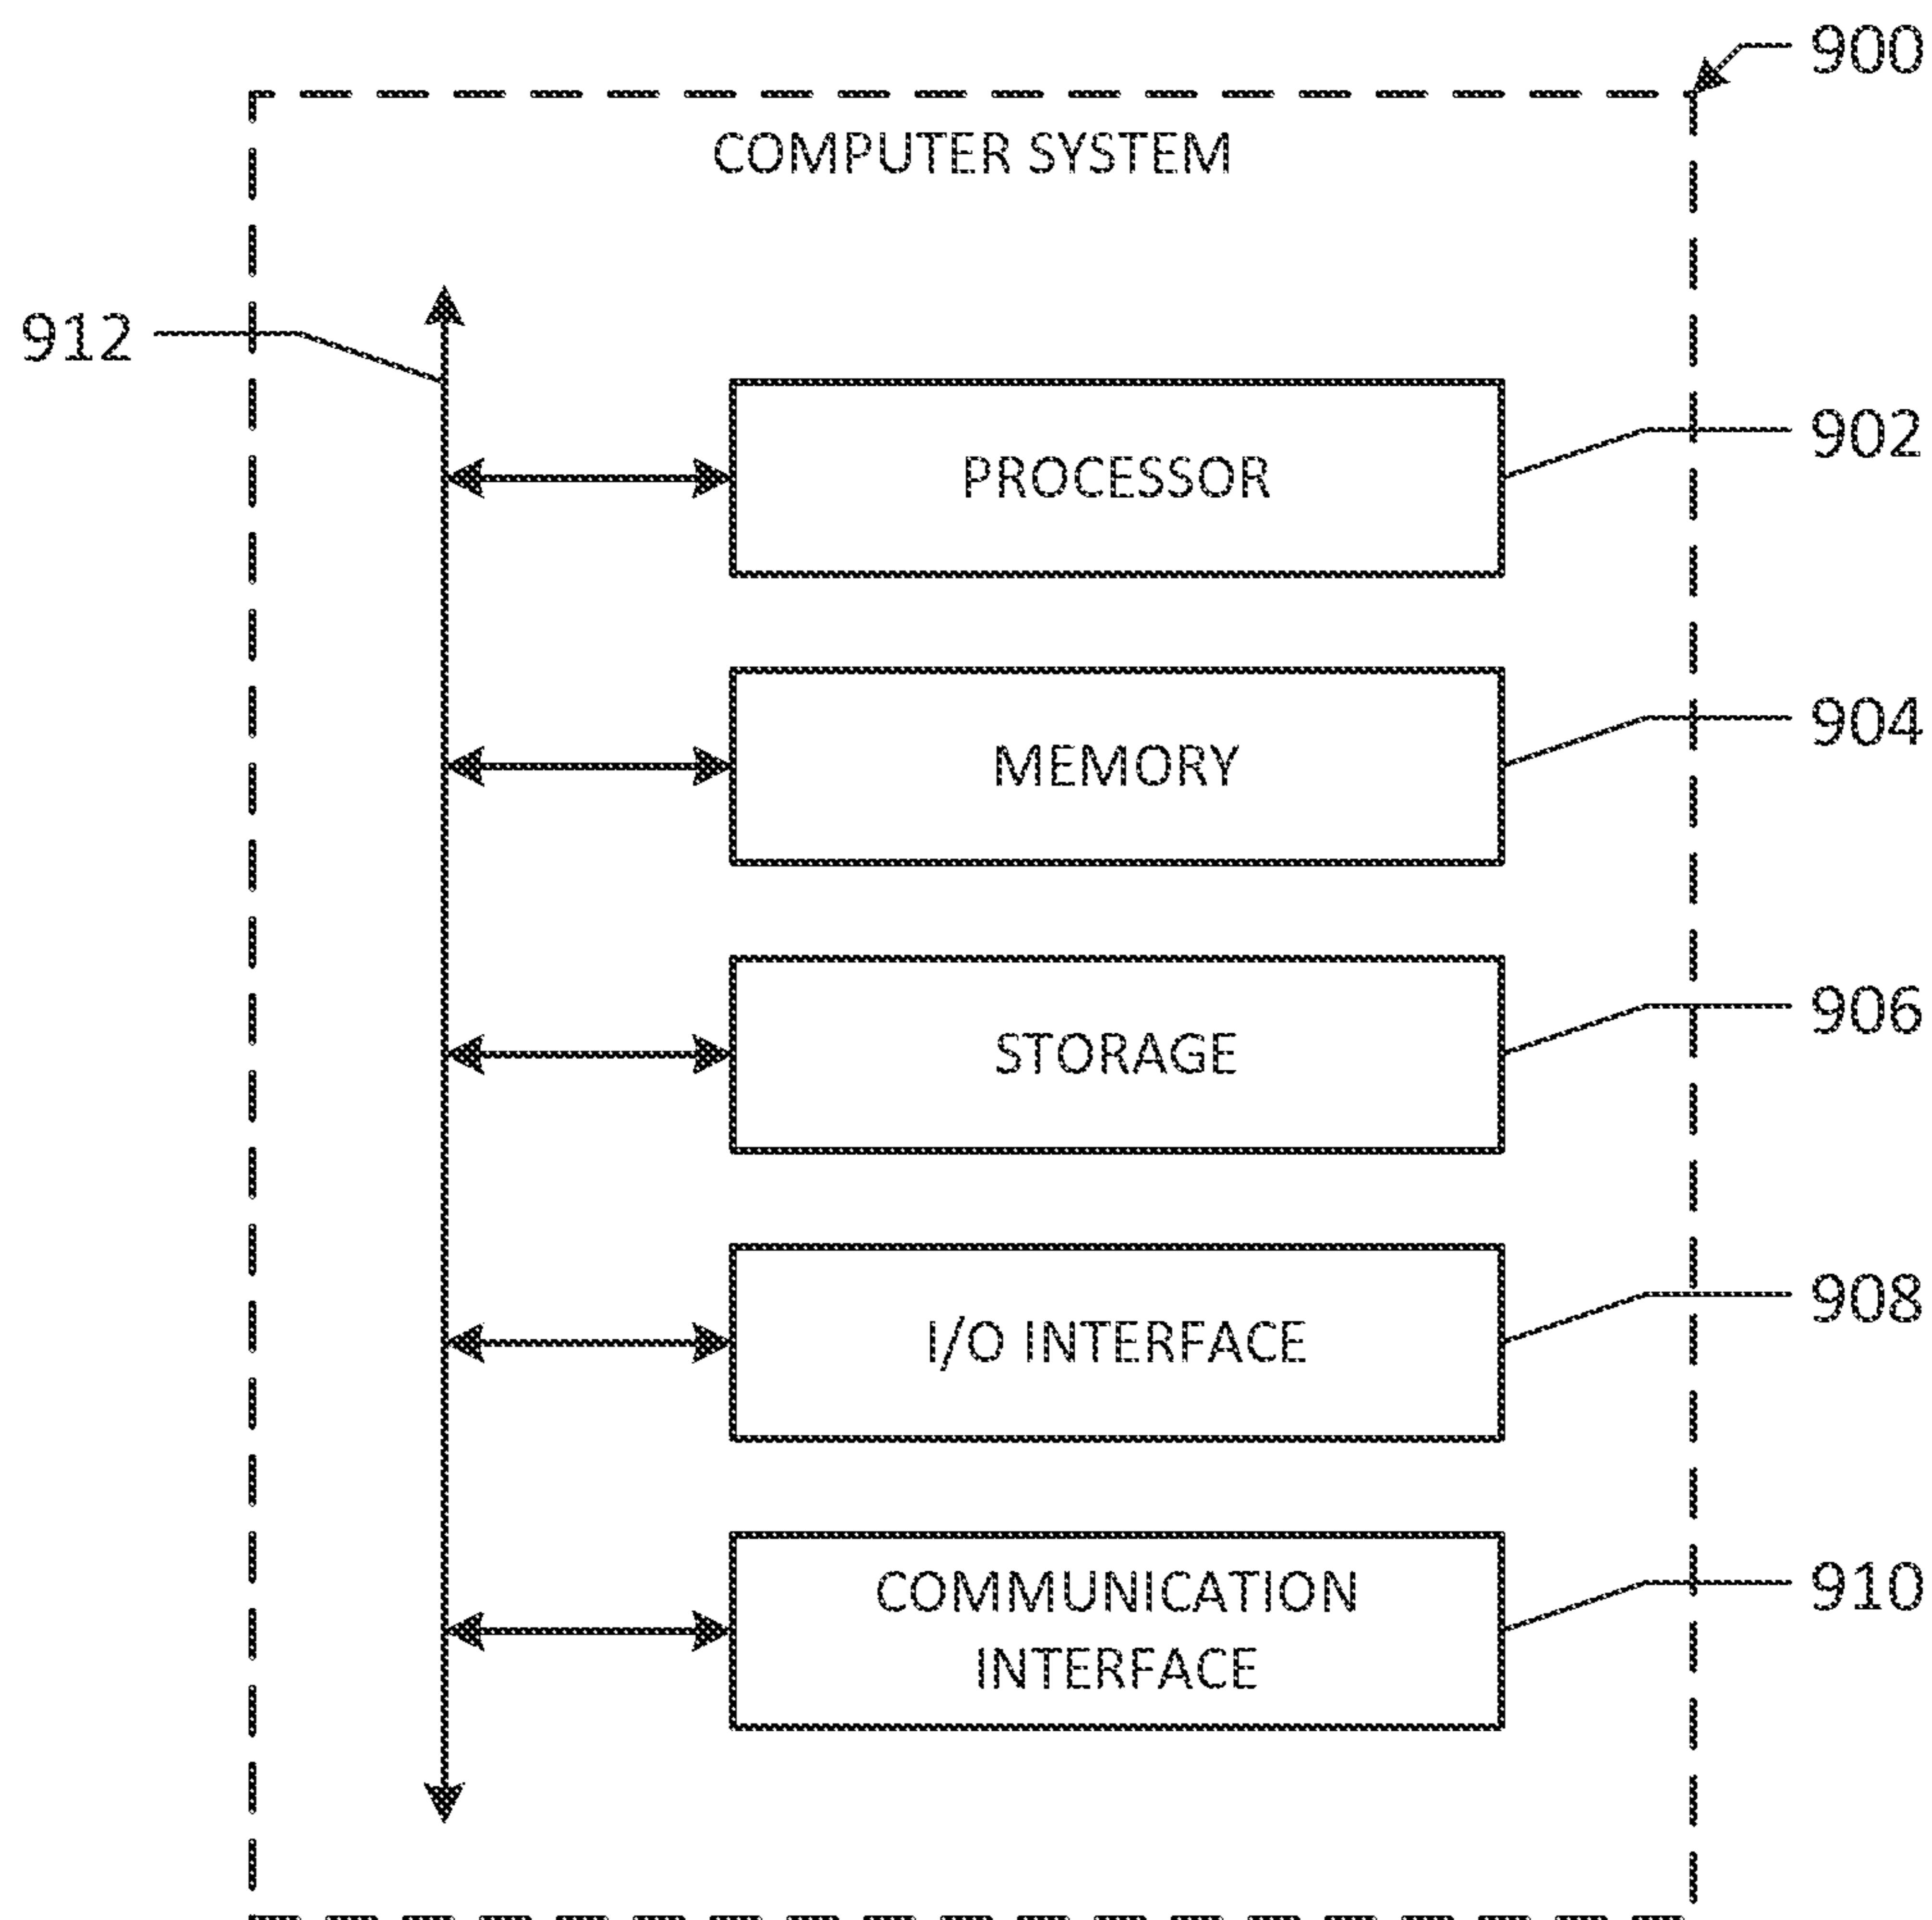 900
COMPUTER SYSTEM
912
PROCESSOR
902
MEMORY
904
STORAGE
906
I/O INTERFACE
908
COMMUNICATION
INTERFACE
910